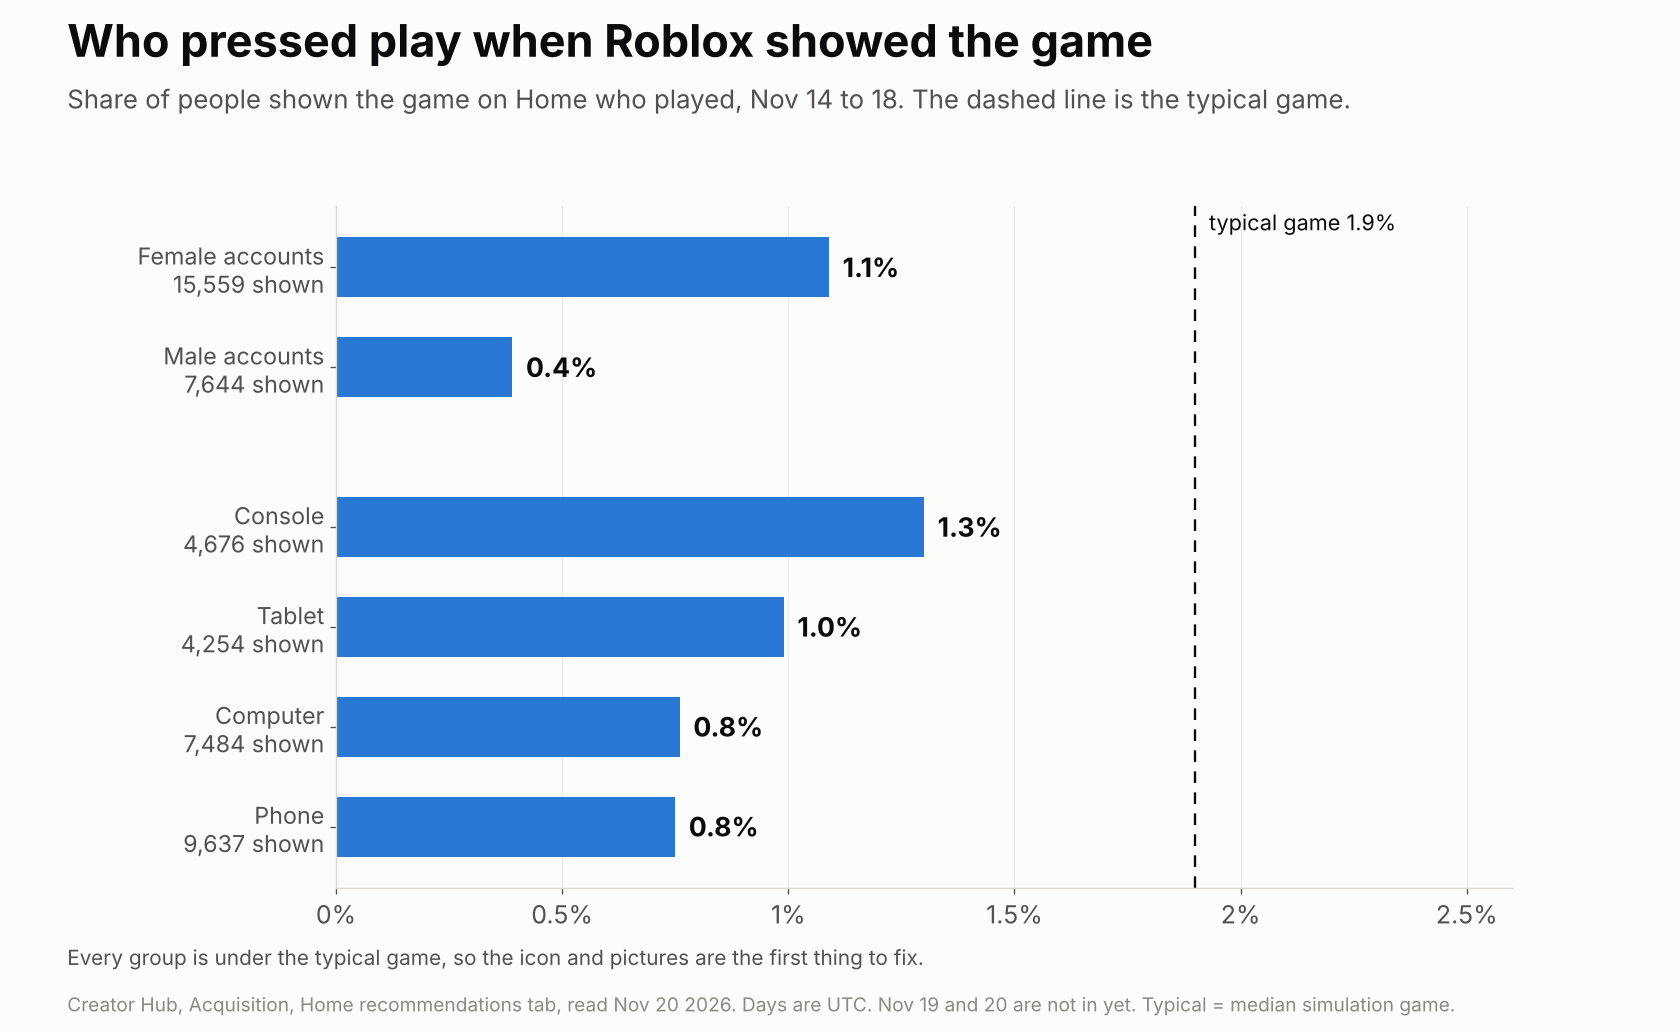 Who pressed play when Roblox showed the game
Share of people shown the game on Home who played, Nov 14 to 18. The dashed line is the typical game.
typical game 1.9%
Female accounts
15,559 shown
1.1%
Male accounts
7,644 shown
0.4%
Console
4,676 shown
1.3%
Tablet
4,254 shown
1.0%
Computer
7,484 shown
0.8%
Phone
9,637 shown
0.8%
0% 0.5% 1% 1.5% 2% 2.5%
Every group is under the typical game, so the icon and pictures are the first thing to fix.
Creator Hub, Acquisition, Home recommendations tab, read Nov 20 2026. Days are UTC. Nov 19 and 20 are not in yet. Typical = median simulation game.